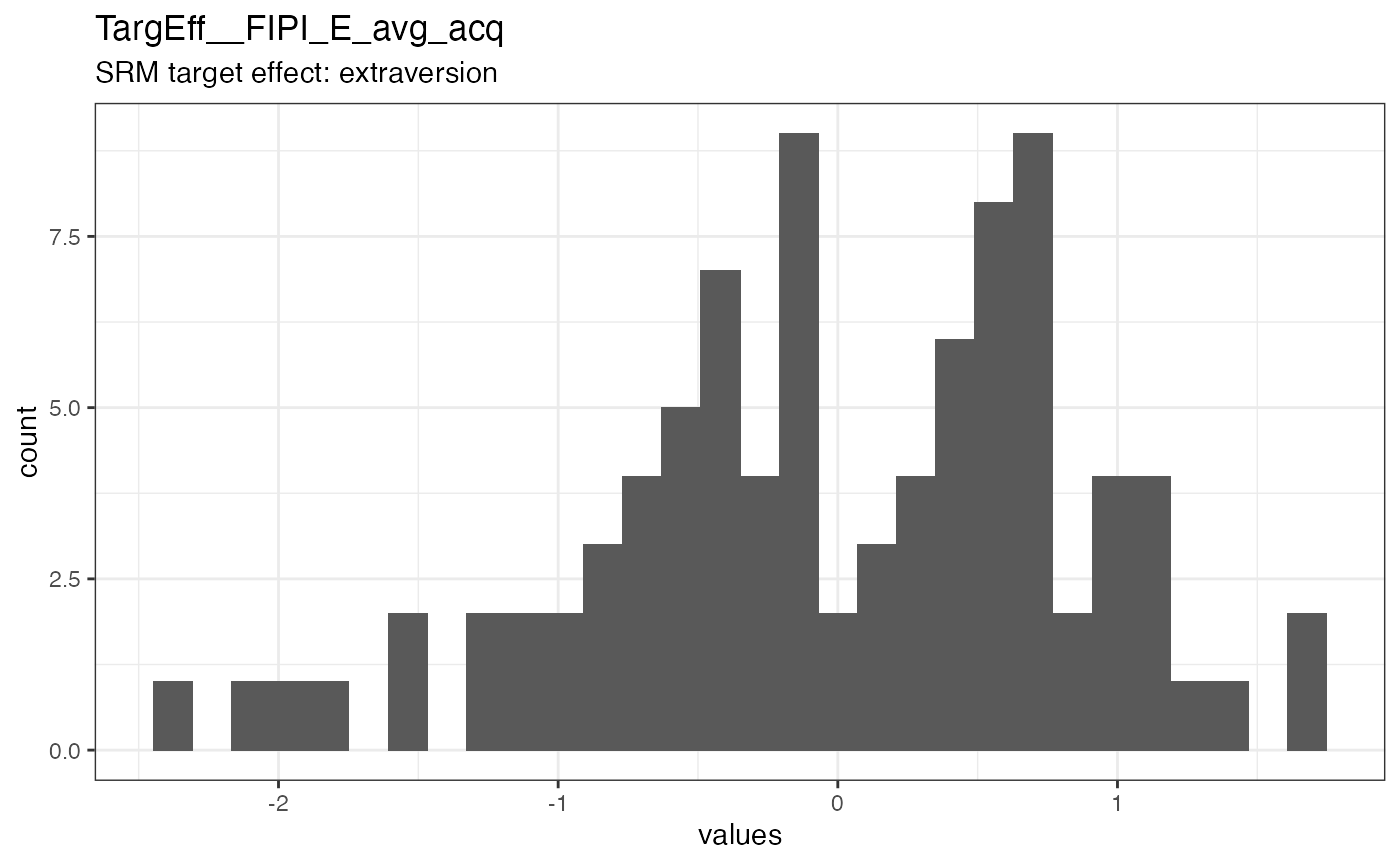 TargEff__FIPI_E_avg_acq
SRM target effect: extraversion
7.5
5.0
2.5
0.0
count
-2
-1
0
1
values